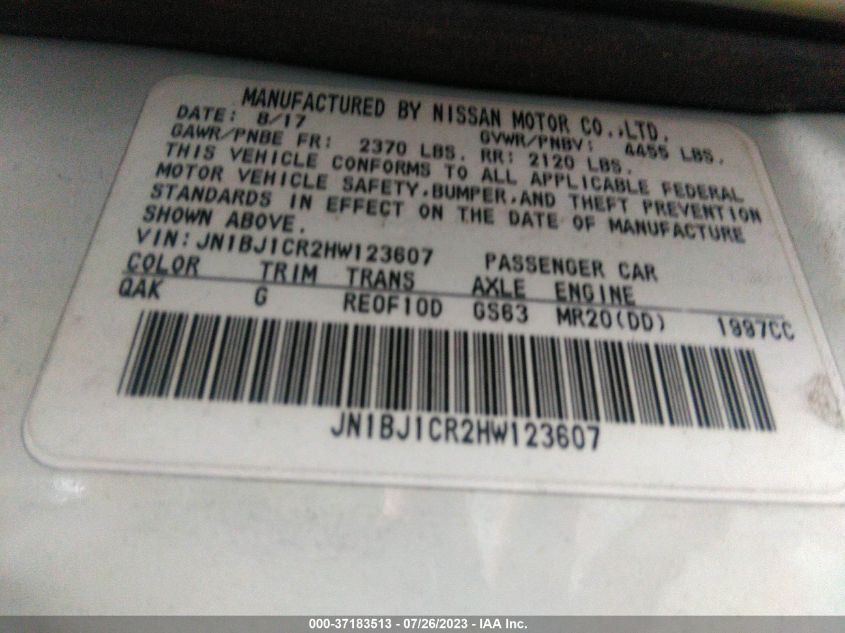 MANUFACTURED BY NISSAN MOTOR CO.,LTD.
DATE: 8/17 GVWR/PNBV: 4455 LBS.
GAWR/PNBE FR: 2370 LBS. RR: 2120 LBS.
THIS VEHICLE CONFORMS TO ALL APPLICABLE FEDERAL
MOTOR VEHICLE SAFETY,BUMPER,AND THEFT PREVENTION
STANDARDS IN EFFECT ON THE DATE OF MANUFACTURE
SHOWN ABOVE.
VIN: JN1BJ1CR2HW123607 PASSENGER CAR
COLOR TRIM TRANS AXLE ENGINE
QAK G RE0F10D GS63 MR20(DD) 1997CC
JN1BJ1CR2HW123607
000-37183513 - 07/26/2023 - IAA Inc.